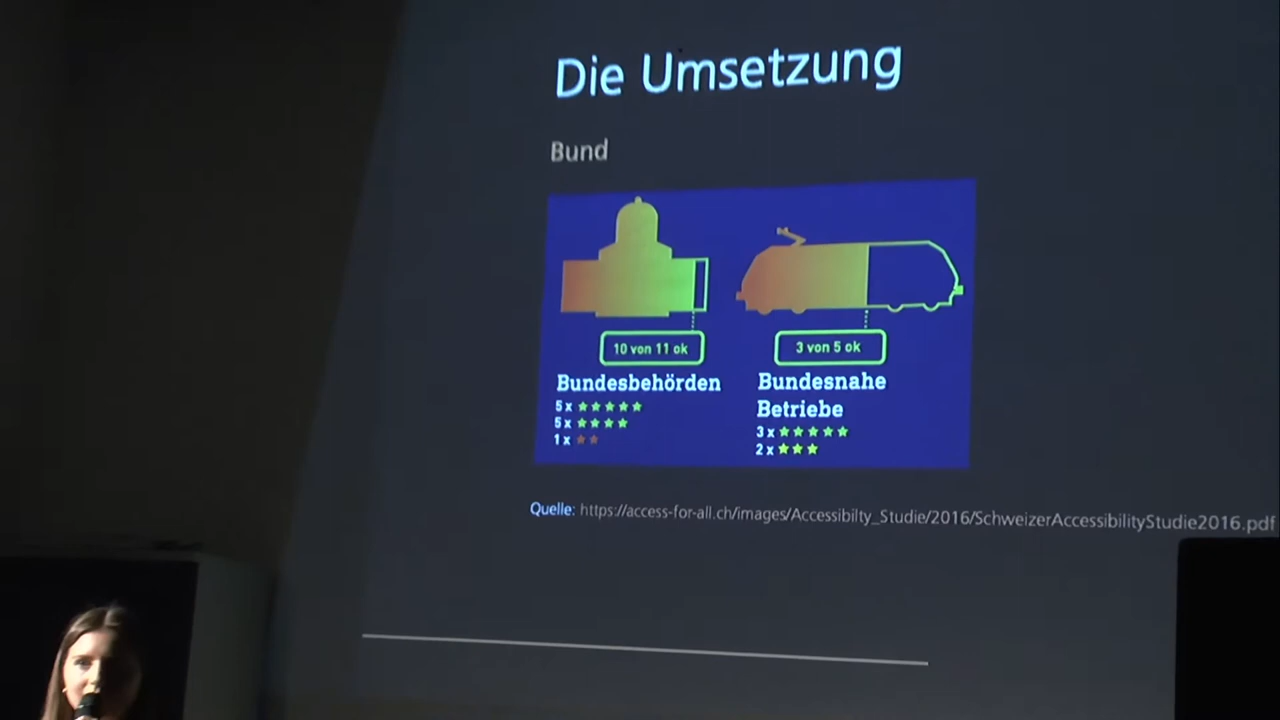 Die Umsetzung
Bund
10 von 11 ok
Bundesbehörden
5 x ★★★★★
5 x ★★★★
1 x ★★
3 von 5 ok
Bundesnahe
Betriebe
3 x ★★★★★
2 x ★★★
Quelle: https://access-for-all.ch/images/Accessibilty_Studie/2016/SchweizerAccessibilityStudie2016.pdf